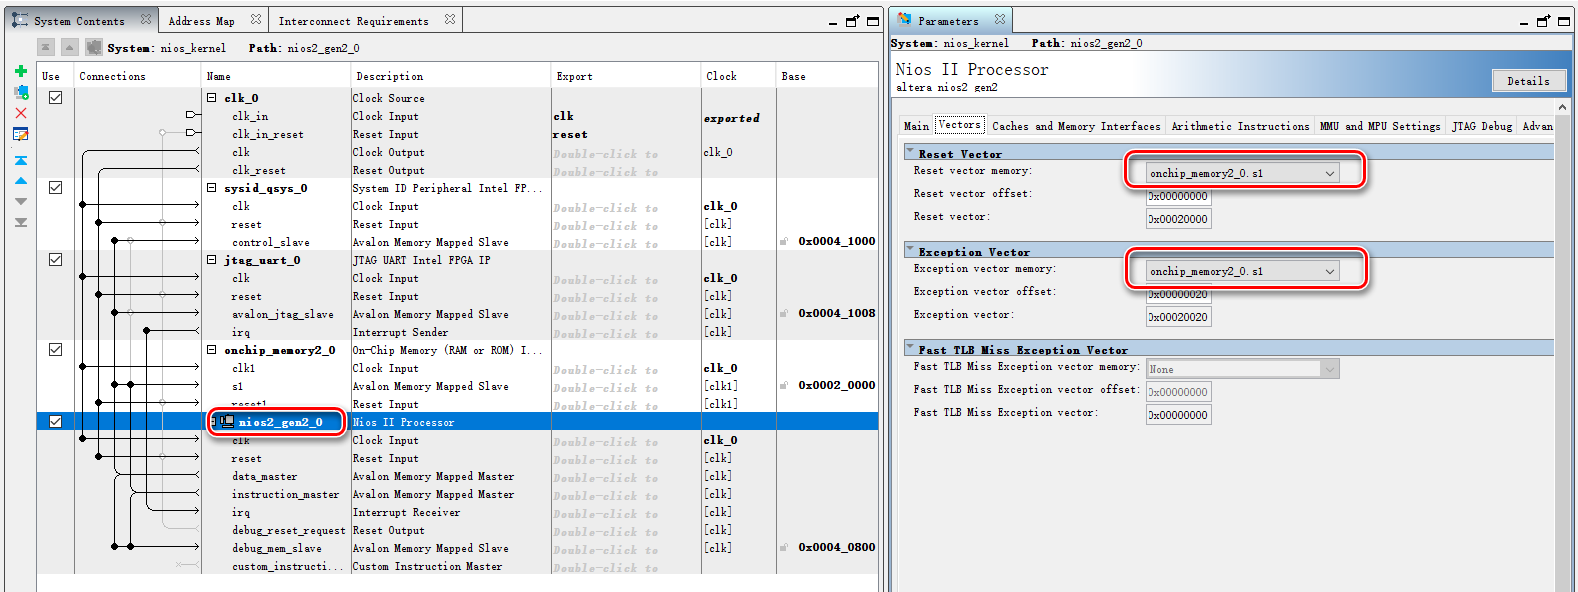 System Contents
Address Map
Interconnect Requirements
System: nios_kernel Path: nios2_gen2_0
Use Connections Name Description Export Clock Base
clk_0 Clock Source
clk_in Clock Input clk exported
clk_in_reset Reset Input reset
clk Clock Output Double-click to clk_0
clk_reset Reset Output Double-click to
sysid_qsys_0 System ID Peripheral Intel FP...
clk Clock Input Double-click to clk_0
reset Reset Input Double-click to [clk]
control_slave Avalon Memory Mapped Slave Double-click to [clk] 0x0004_1000
jtag_uart_0 JTAG UART Intel FPGA IP
clk Clock Input Double-click to clk_0
reset Reset Input Double-click to [clk]
avalon_jtag_slave Avalon Memory Mapped Slave Double-click to [clk] 0x0004_1008
irq Interrupt Sender Double-click to [clk]
onchip_memory2_0 On-Chip Memory (RAM or ROM) I...
clk1 Clock Input Double-click to clk_0
s1 Avalon Memory Mapped Slave Double-click to [clk1] 0x0002_0000
reset1 Reset Input Double-click to [clk1]
nios2_gen2_0 Nios II Processor
clk Clock Input Double-click to clk_0
reset Reset Input Double-click to [clk]
data_master Avalon Memory Mapped Master Double-click to [clk]
instruction_master Avalon Memory Mapped Master Double-click to [clk]
irq Interrupt Receiver Double-click to [clk]
debug_reset_request Reset Output Double-click to [clk]
debug_mem_slave Avalon Memory Mapped Slave Double-click to [clk] 0x0004_0800
custom_instructi... Custom Instruction Master Double-click to
Parameters
System: nios_kernel Path: nios2_gen2_0
Nios II Processor
altera nios2 gen2
Details
Main Vectors Caches and Memory Interfaces Arithmetic Instructions MMU and MPU Settings JTAG Debug Advan
Reset Vector
Reset vector memory: onchip_memory2_0.s1
Reset vector offset: 0x00000000
Reset vector: 0x00020000
Exception Vector
Exception vector memory: onchip_memory2_0.s1
Exception vector offset: 0x00000020
Exception vector: 0x00020020
Fast TLB Miss Exception Vector
Fast TLB Miss Exception vector memory: None
Fast TLB Miss Exception vector offset: 0x00000000
Fast TLB Miss Exception vector: 0x00000000